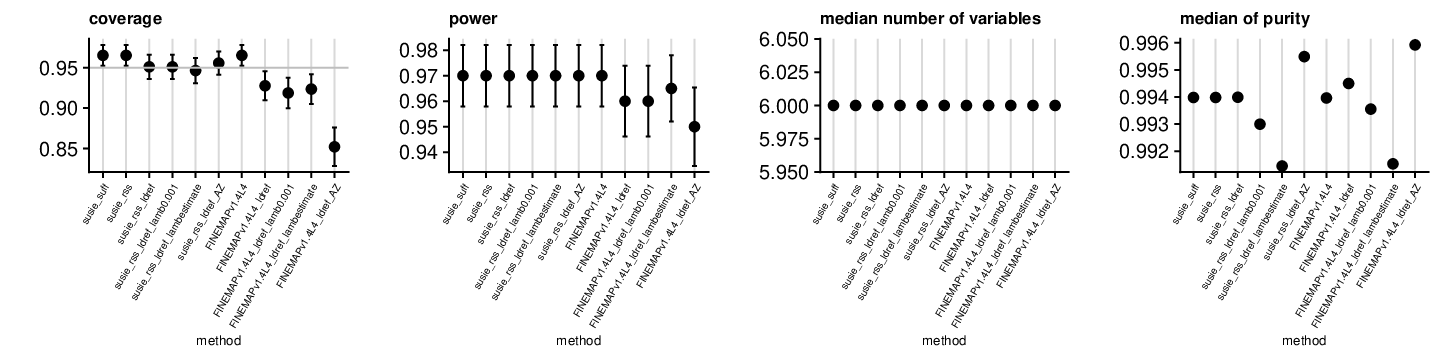 coverage
0.95
0.90
0.85
susie_suff
susie_rss
susie_rss_ldref
susie_rss_ldref_lamb0.001
susie_rss_ldref_lambestimate
susie_rss_ldref_AZ
FINEMAPv1.4L4
FINEMAPv1.4L4_ldref
FINEMAPv1.4L4_ldref_lamb0.001
FINEMAPv1.4L4_ldref_lambestimate
FINEMAPv1.4L4_ldref_AZ
method
power
0.98
0.97
0.96
0.95
0.94
susie_suff
susie_rss
susie_rss_ldref
susie_rss_ldref_lamb0.001
susie_rss_ldref_lambestimate
susie_rss_ldref_AZ
FINEMAPv1.4L4
FINEMAPv1.4L4_ldref
FINEMAPv1.4L4_ldref_lamb0.001
FINEMAPv1.4L4_ldref_lambestimate
FINEMAPv1.4L4_ldref_AZ
method
median number of variables
6.050
6.025
6.000
5.975
5.950
susie_suff
susie_rss
susie_rss_ldref
susie_rss_ldref_lamb0.001
susie_rss_ldref_lambestimate
susie_rss_ldref_AZ
FINEMAPv1.4L4
FINEMAPv1.4L4_ldref
FINEMAPv1.4L4_ldref_lamb0.001
FINEMAPv1.4L4_ldref_lambestimate
FINEMAPv1.4L4_ldref_AZ
method
median of purity
0.996
0.995
0.994
0.993
0.992
susie_suff
susie_rss
susie_rss_ldref
susie_rss_ldref_lamb0.001
susie_rss_ldref_lambestimate
susie_rss_ldref_AZ
FINEMAPv1.4L4
FINEMAPv1.4L4_ldref
FINEMAPv1.4L4_ldref_lamb0.001
FINEMAPv1.4L4_ldref_lambestimate
FINEMAPv1.4L4_ldref_AZ
method